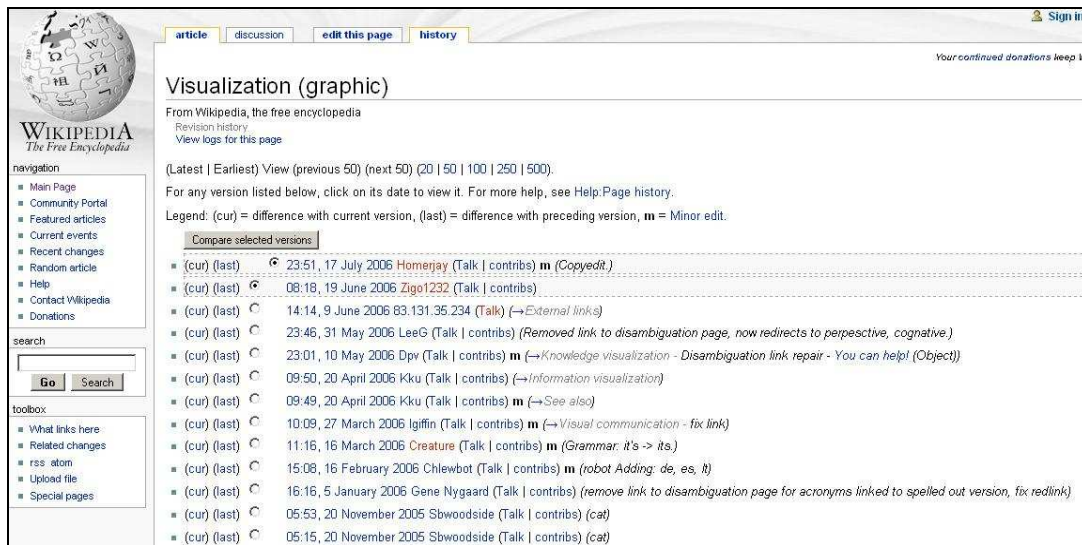 Sign in
article discussion edit this page history
Your continued donations keep
Visualization (graphic)
From Wikipedia, the free encyclopedia
Revision history
View logs for this page
(Latest | Earliest) View (previous 50) (next 50) (20 | 50 | 100 | 250 | 500).
For any version listed below, click on its date to view it. For more help, see Help:Page history.
Legend: (cur) = difference with current version, (last) = difference with preceding version, m = Minor edit.
Compare selected versions
(cur) (last) 23:51, 17 July 2006 Homerjay (Talk | contribs) m (Copyedit.)
(cur) (last) 08:18, 19 June 2006 Zigo1232 (Talk | contribs)
(cur) (last) 14:14, 9 June 2006 83.131.35.234 (Talk) (→External links)
(cur) (last) 23:46, 31 May 2006 LeeG (Talk | contribs) (Removed link to disambiguation page, now redirects to perpesctive, cognative.)
(cur) (last) 23:01, 10 May 2006 Dpv (Talk | contribs) m (→Knowledge visualization - Disambiguation link repair - You can help! (Object))
(cur) (last) 09:50, 20 April 2006 Kku (Talk | contribs) (→Information visualization)
(cur) (last) 09:49, 20 April 2006 Kku (Talk | contribs) m (→See also)
(cur) (last) 10:09, 27 March 2006 Igiffin (Talk | contribs) m (→Visual communication - fix link)
(cur) (last) 11:16, 16 March 2006 Creature (Talk | contribs) m (Grammar: it's -> its.)
(cur) (last) 15:08, 16 February 2006 Chlewbot (Talk | contribs) m (robot Adding: de, es, lt)
(cur) (last) 16:16, 5 January 2006 Gene Nygaard (Talk | contribs) (remove link to disambiguation page for acronyms linked to spelled out version, fix redlink)
(cur) (last) 05:53, 20 November 2005 Sbwoodside (Talk | contribs) (cat)
(cur) (last) 05:15, 20 November 2005 Sbwoodside (Talk | contribs) (cat)
WIKIPEDIA
The Free Encyclopedia
navigation
Main Page
Community Portal
Featured articles
Current events
Recent changes
Random article
Help
Contact Wikipedia
Donations
search
Go Search
toolbox
What links here
Related changes
rss atom
Upload file
Special pages